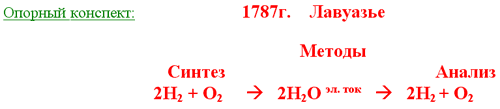 Опорный конспект: 1787г. Лавуазье
Методы
Синтез Анализ
2H₂ + O₂ → 2H₂O эл. ток → 2H₂ + O₂